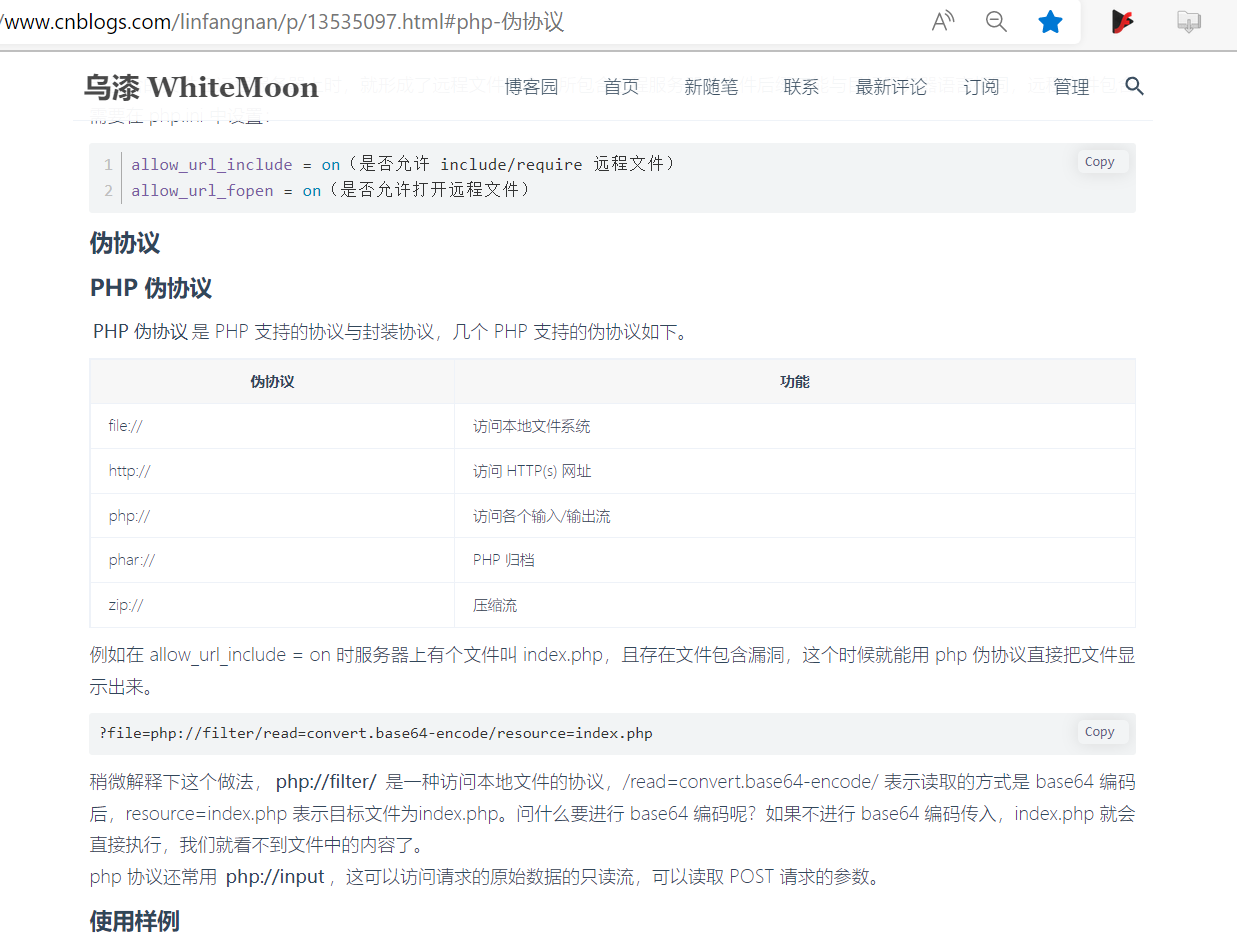 /www.cnblogs.com/linfangnan/p/13535097.html#php-伪协议
乌漆 WhiteMoon 博客园 首页 新随笔 联系 最新评论 订阅 管理
1 allow_url_include = on（是否允许 include/require 远程文件）
Copy
2 allow_url_fopen = on（是否允许打开远程文件）
伪协议
PHP 伪协议
PHP 伪协议 是 PHP 支持的协议与封装协议，几个 PHP 支持的伪协议如下。
伪协议 功能
file:// 访问本地文件系统
http:// 访问 HTTP(s) 网址
php:// 访问各个输入/输出流
phar:// PHP 归档
zip:// 压缩流
例如在 allow_url_include = on 时服务器上有个文件叫 index.php，且存在文件包含漏洞，这个时候就能用 php 伪协议直接把文件显
示出来。
?file=php://filter/read=convert.base64-encode/resource=index.php
Copy
稍微解释下这个做法， php://filter/ 是一种访问本地文件的协议，/read=convert.base64-encode/ 表示读取的方式是 base64 编码
后，resource=index.php 表示目标文件为index.php。问什么要进行 base64 编码呢？如果不进行 base64 编码传入，index.php 就会
直接执行，我们就看不到文件中的内容了。
php 协议还常用 php://input ，这可以访问请求的原始数据的只读流，可以读取 POST 请求的参数。
使用样例